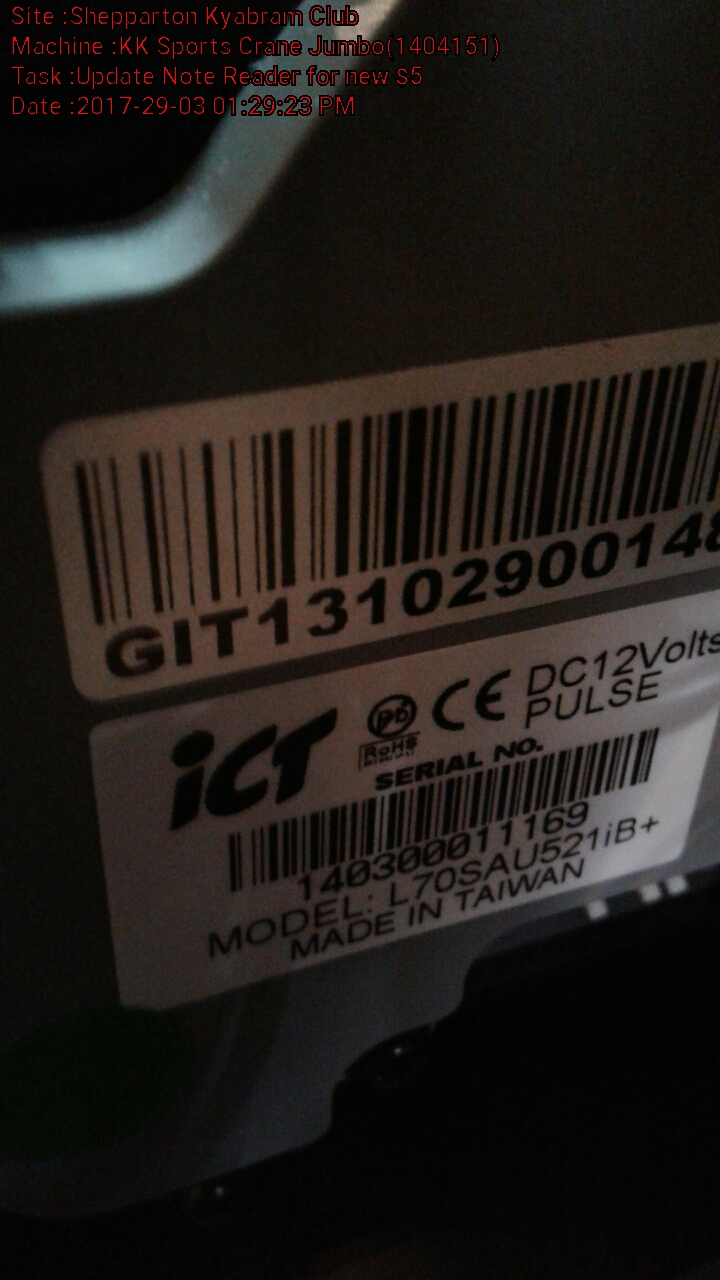 Site :Shepparton Kyabram Club
Machine :KK Sports Crane Jumbo(1404151)
Task :Update Note Reader for new S5
Date :2017-29-03 01:29:23 PM
GIT13102900148
iCT
Pb
RoHS
CE
DC12Volts
PULSE
SERIAL NO.
140300011169
MODEL: L70SAU521iB+
MADE IN TAIWAN